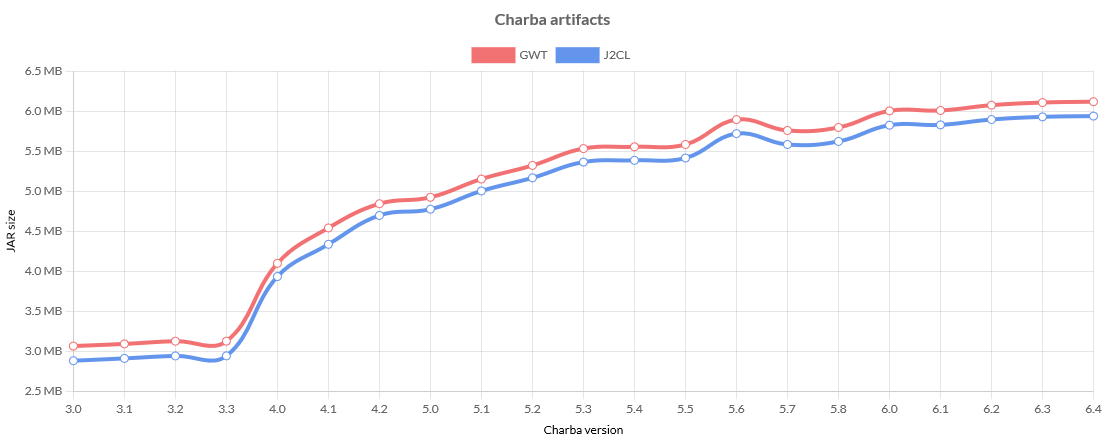 Charba artifacts
GWT J2CL
6.5 MB
6.0 MB
5.5 MB
5.0 MB
4.5 MB
4.0 MB
3.5 MB
3.0 MB
2.5 MB
JAR size
3.0 3.1 3.2 3.3 4.0 4.1 4.2 5.0 5.1 5.2 5.3 5.4 5.5 5.6 5.7 5.8 6.0 6.1 6.2 6.3 6.4
Charba version